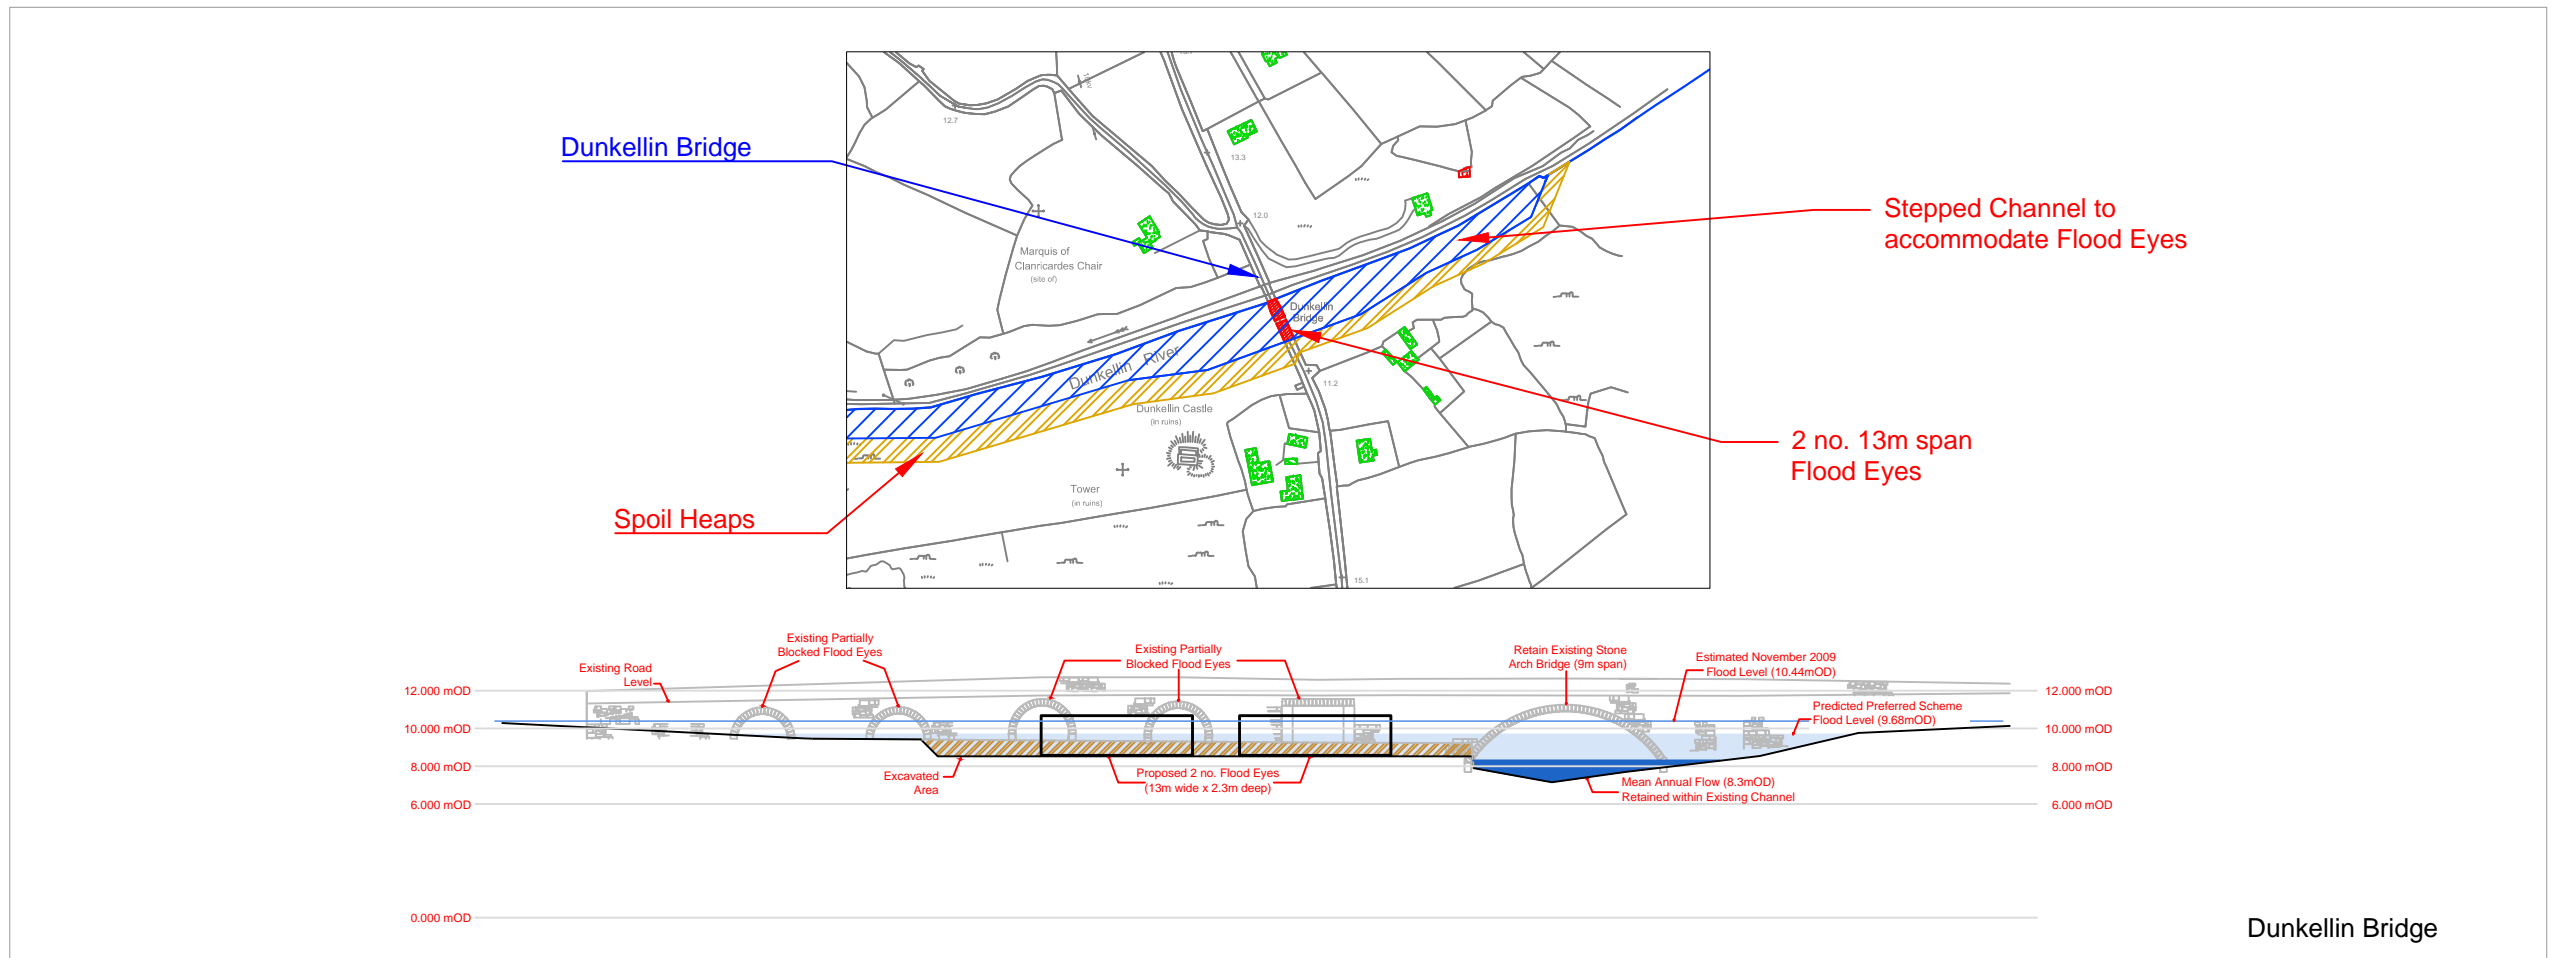 Dunkellin Bridge
Stepped Channel to
accommodate Flood Eyes
2 no. 13m span
Flood Eyes
Spoil Heaps
12.7
13.3
12.0
Marquis of
Clanricardes Chair
(site of)
Dunkellin
Bridge
Dunkellin River
11.2
Dunkellin Castle
(in ruins)
Tower
(in ruins)
15.1
Existing Partially
Blocked Flood Eyes
Existing Road
Level
Existing Partially
Blocked Flood Eyes
Retain Existing Stone
Arch Bridge (9m span)
Estimated November 2009
Flood Level (10.44mOD)
Predicted Preferred Scheme
Flood Level (9.68mOD)
12.000 mOD
10.000 mOD
8.000 mOD
6.000 mOD
0.000 mOD
12.000 mOD
10.000 mOD
8.000 mOD
6.000 mOD
Excavated
Area
Proposed 2 no. Flood Eyes
(13m wide x 2.3m deep)
Mean Annual Flow (8.3mOD)
Retained within Existing Channel
Dunkellin Bridge